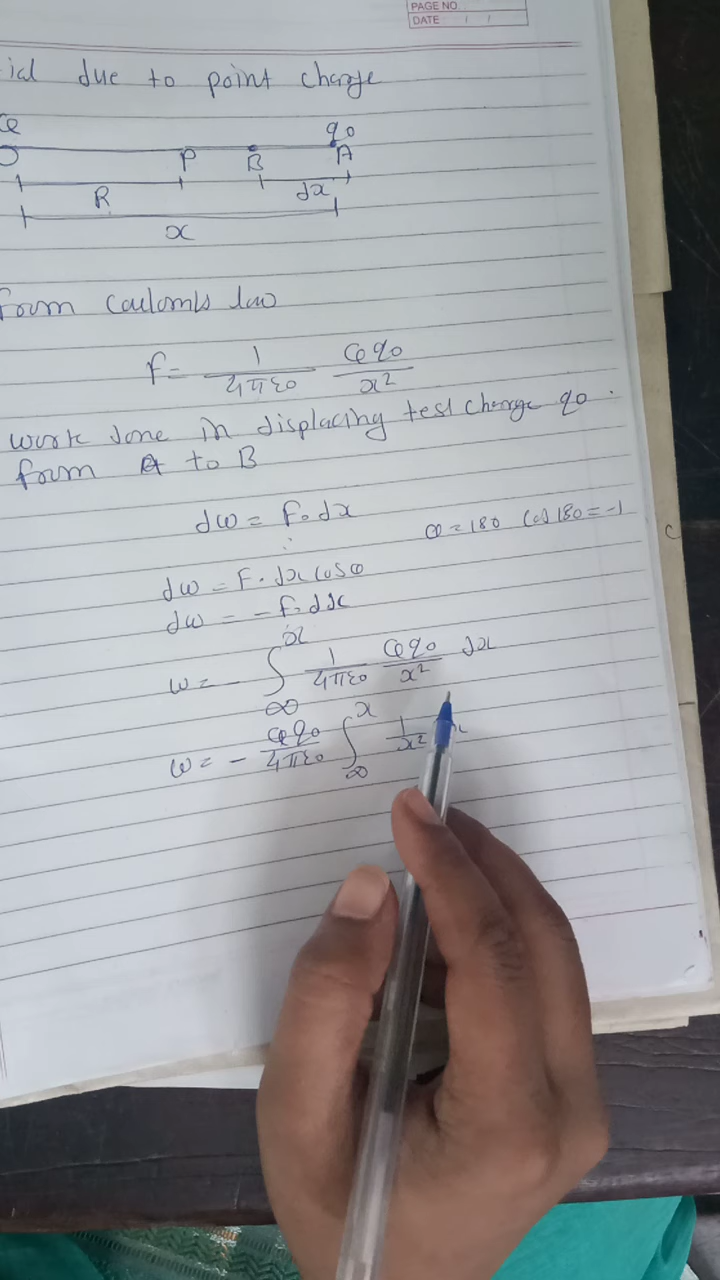 PAGE NO
DATE / /
ial due to point charge
Q q0
P B A
R dx
x
from Coulombs law
F = 1/4πε0 Qq0/x²
work done in displacing test charge q0.
from A to B
dw = F. dx
θ = 180 Cos 180 = -1
dw = F. dx cosθ
dw = - F. dx
w = - ∫∞^x 1/4πε0 Qq0/x² dx
w = - Qq0/4πε0 ∫∞^x 1/x²